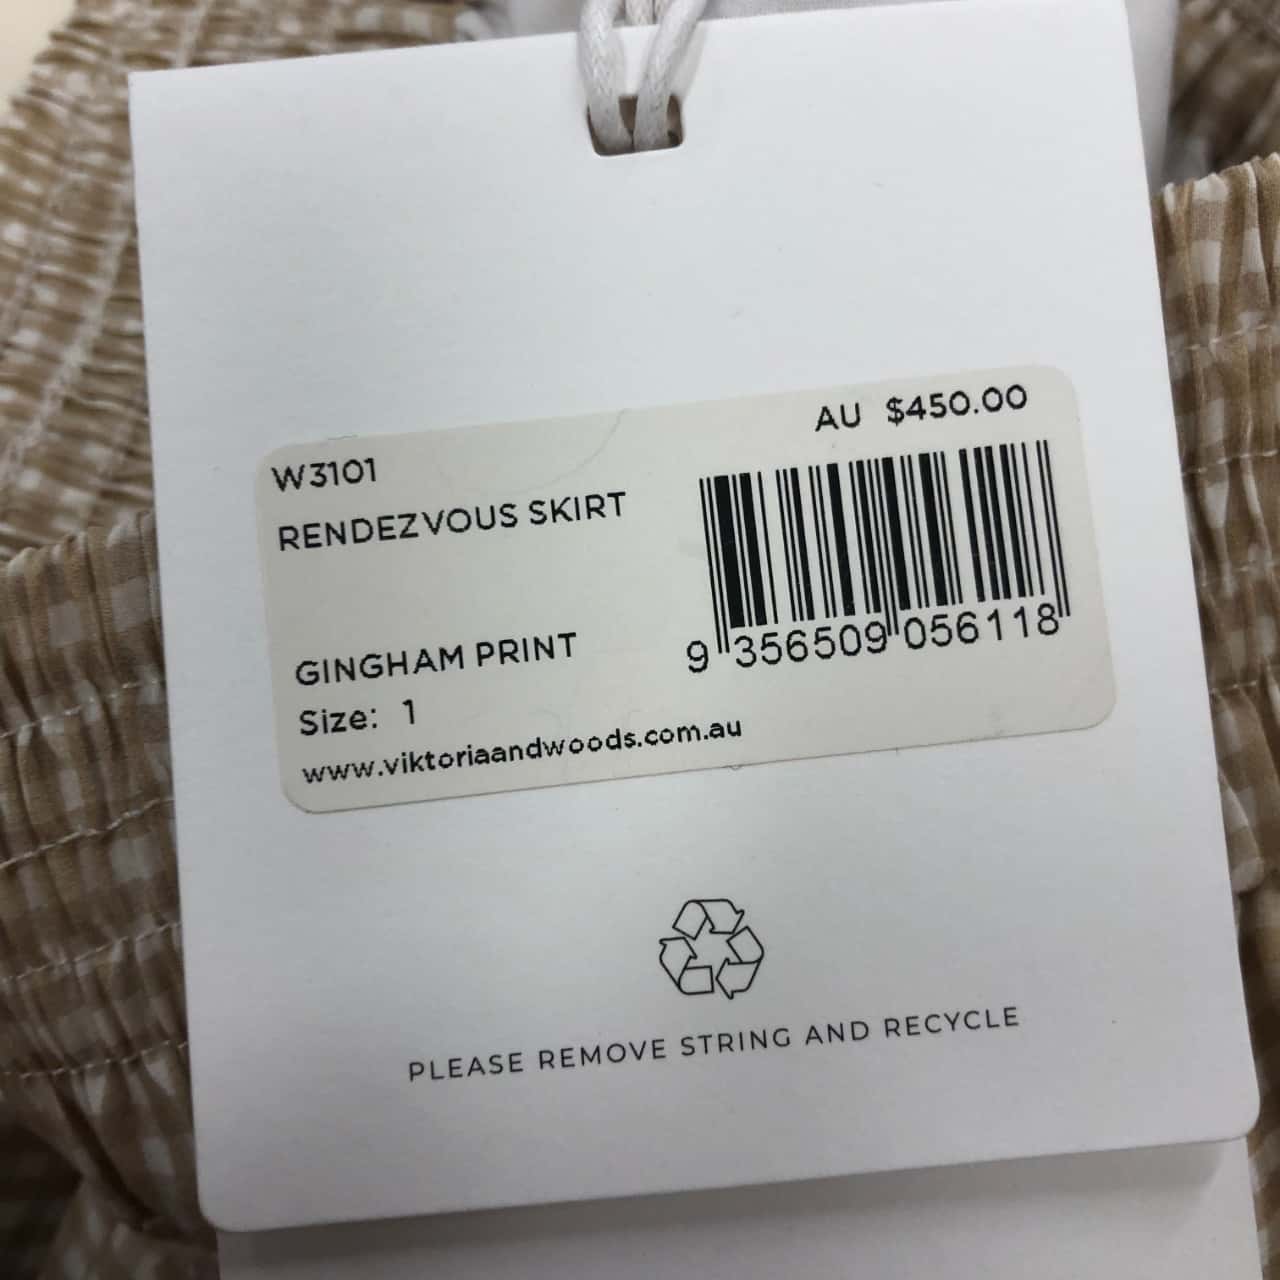 AU $450.00
W3101
RENDEZVOUS SKIRT
GINGHAM PRINT
Size: 1
9 356509 056118
www.viktoriaandwoods.com.au
PLEASE REMOVE STRING AND RECYCLE